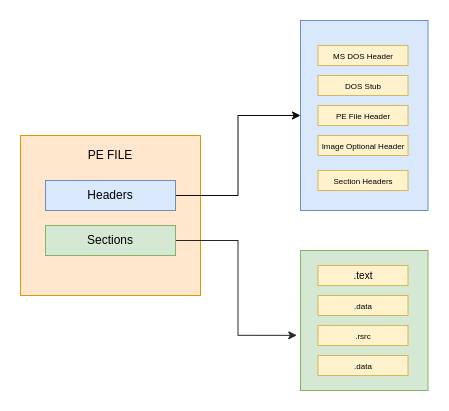 PE FILE
Headers
Sections
MS DOS Header
DOS Stub
PE File Header
Image Optional Header
Section Headers
.text
.data
.rsrc
.data